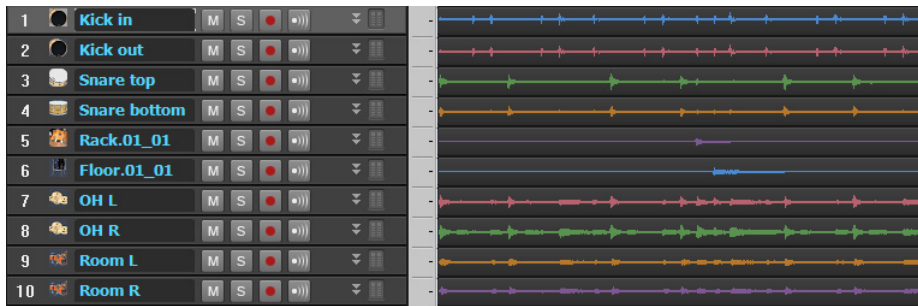 1 Kick in M S
2 Kick out M S
3 Snare top M S
4 Snare bottom M S
5 Rack.01_01 M S
6 Floor.01_01 M S
7 OH L M S
8 OH R M S
9 Room L M S
10 Room R M S